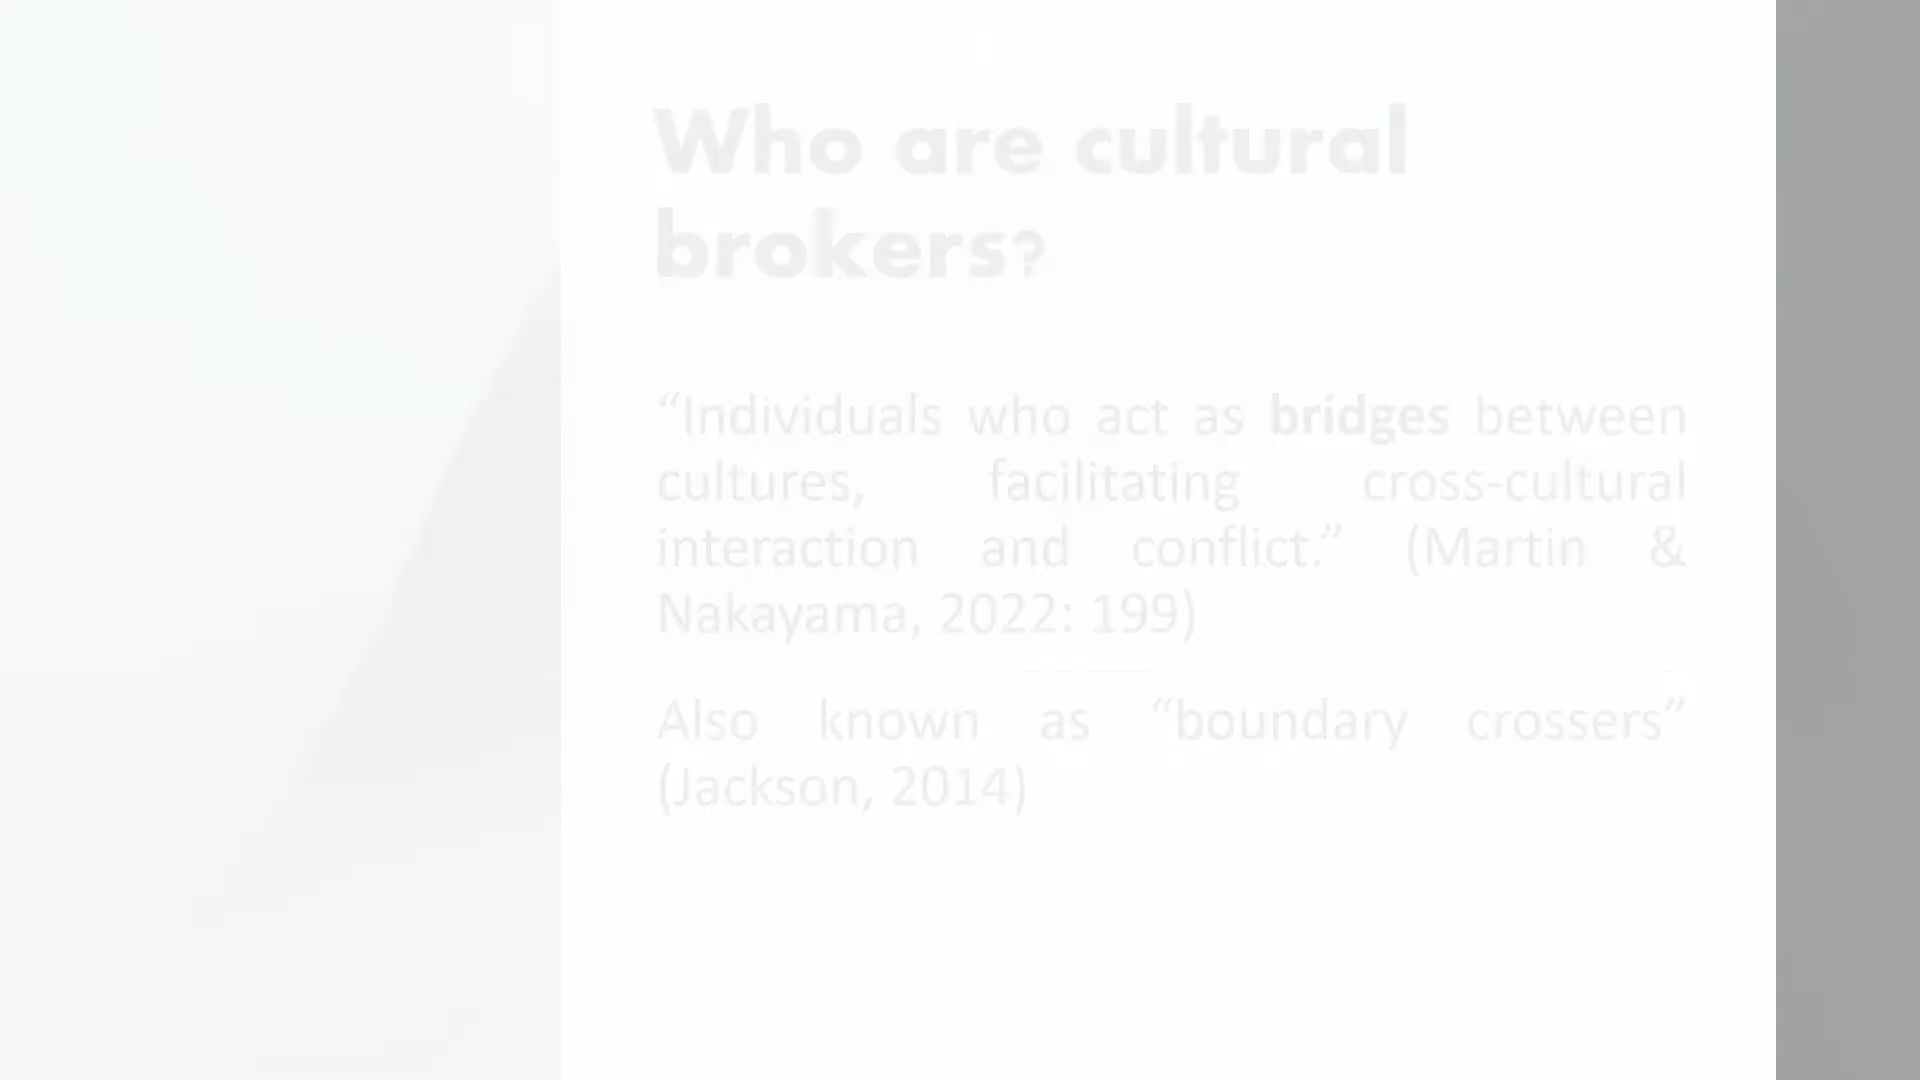 Who are cultural
brokers?
“Individuals who act as bridges between
cultures, facilitating cross-cultural
interaction and conflict.” (Martin &
Nakayama, 2022: 199)
Also known as “boundary crossers”
(Jackson, 2014)